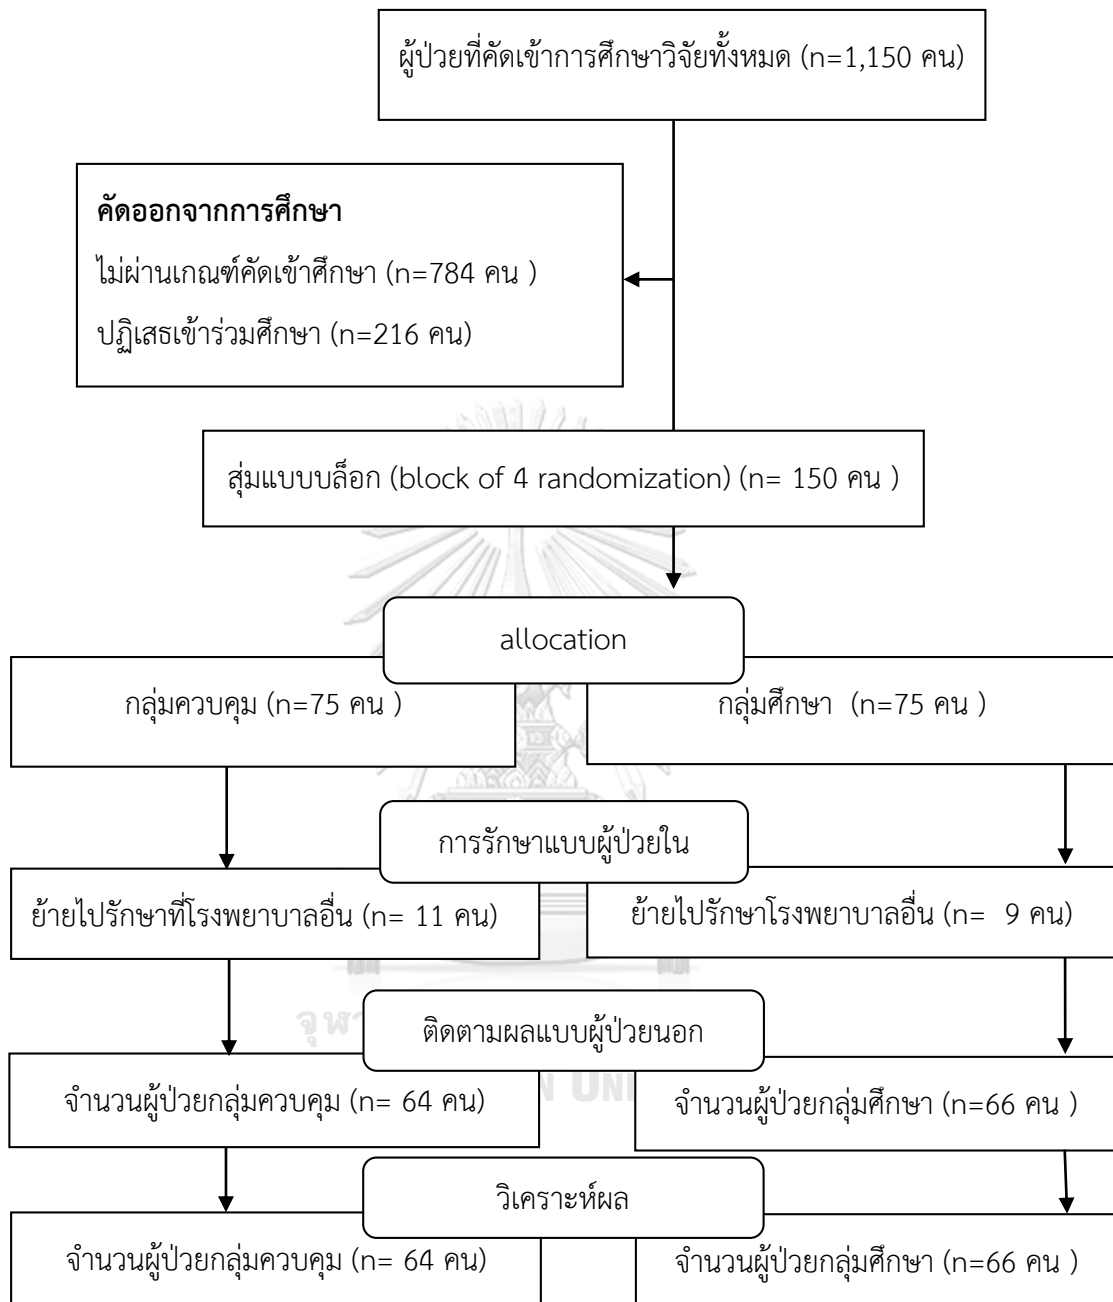 ผู้ป่วยที่คัดเข้าการศึกษาวิจัยทั้งหมด (n=1,150 คน)
คัดออกจากการศึกษา
ไม่ผ่านเกณฑ์คัดเข้าศึกษา (n=784 คน )
ปฏิเสธเข้าร่วมศึกษา (n=216 คน)
สุ่มแบบบล็อก (block of 4 randomization) (n= 150 คน )
allocation
กลุ่มควบคุม (n=75 คน )
กลุ่มศึกษา (n=75 คน )
การรักษาแบบผู้ป่วยใน
ย้ายไปรักษาที่โรงพยาบาลอื่น (n= 11 คน)
ย้ายไปรักษาโรงพยาบาลอื่น (n= 9 คน)
ติดตามผลแบบผู้ป่วยนอก
จำนวนผู้ป่วยกลุ่มควบคุม (n= 64 คน)
จำนวนผู้ป่วยกลุ่มศึกษา (n=66 คน )
วิเคราะห์ผล
จำนวนผู้ป่วยกลุ่มควบคุม (n= 64 คน)
จำนวนผู้ป่วยกลุ่มศึกษา (n=66 คน )